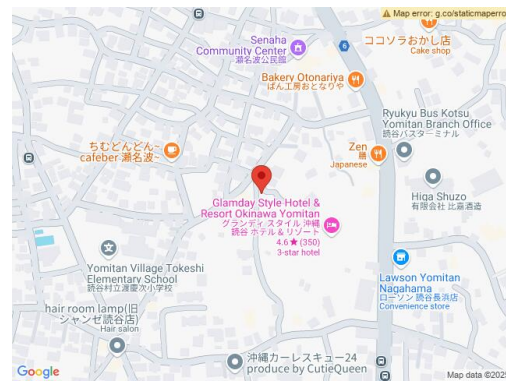 Map error: g.co/staticmaperro
Senaha
Community Center
瀬名波公民館
6
ココソラおかし店
Cake shop
Bakery Otonariya
ぱん工房おとなりや
Ryukyu Bus Kotsu
Yomitan Branch Office
読谷バスターミナル
ちむどんどん~
cafeber 瀬名波~
Zen
膳
Japanese
Glamday Style Hotel &
Resort Okinawa Yomitan
グランディスタイル 沖縄
読谷 ホテル & リゾート
4.6★ (350)
3-star hotel
Higa Shuzo
有限会社 比嘉酒造
Yomitan Village Tokeshi
Elementary School
読谷村立渡慶次小学校
Lawson Yomitan
Nagahama
ローソン 読谷長浜店
Convenience store
hair room lamp(旧
シャンゼ読谷店)
Hair salon
沖縄カーレスキュー24
produce by CutieQueen
Google
Map data ©2025